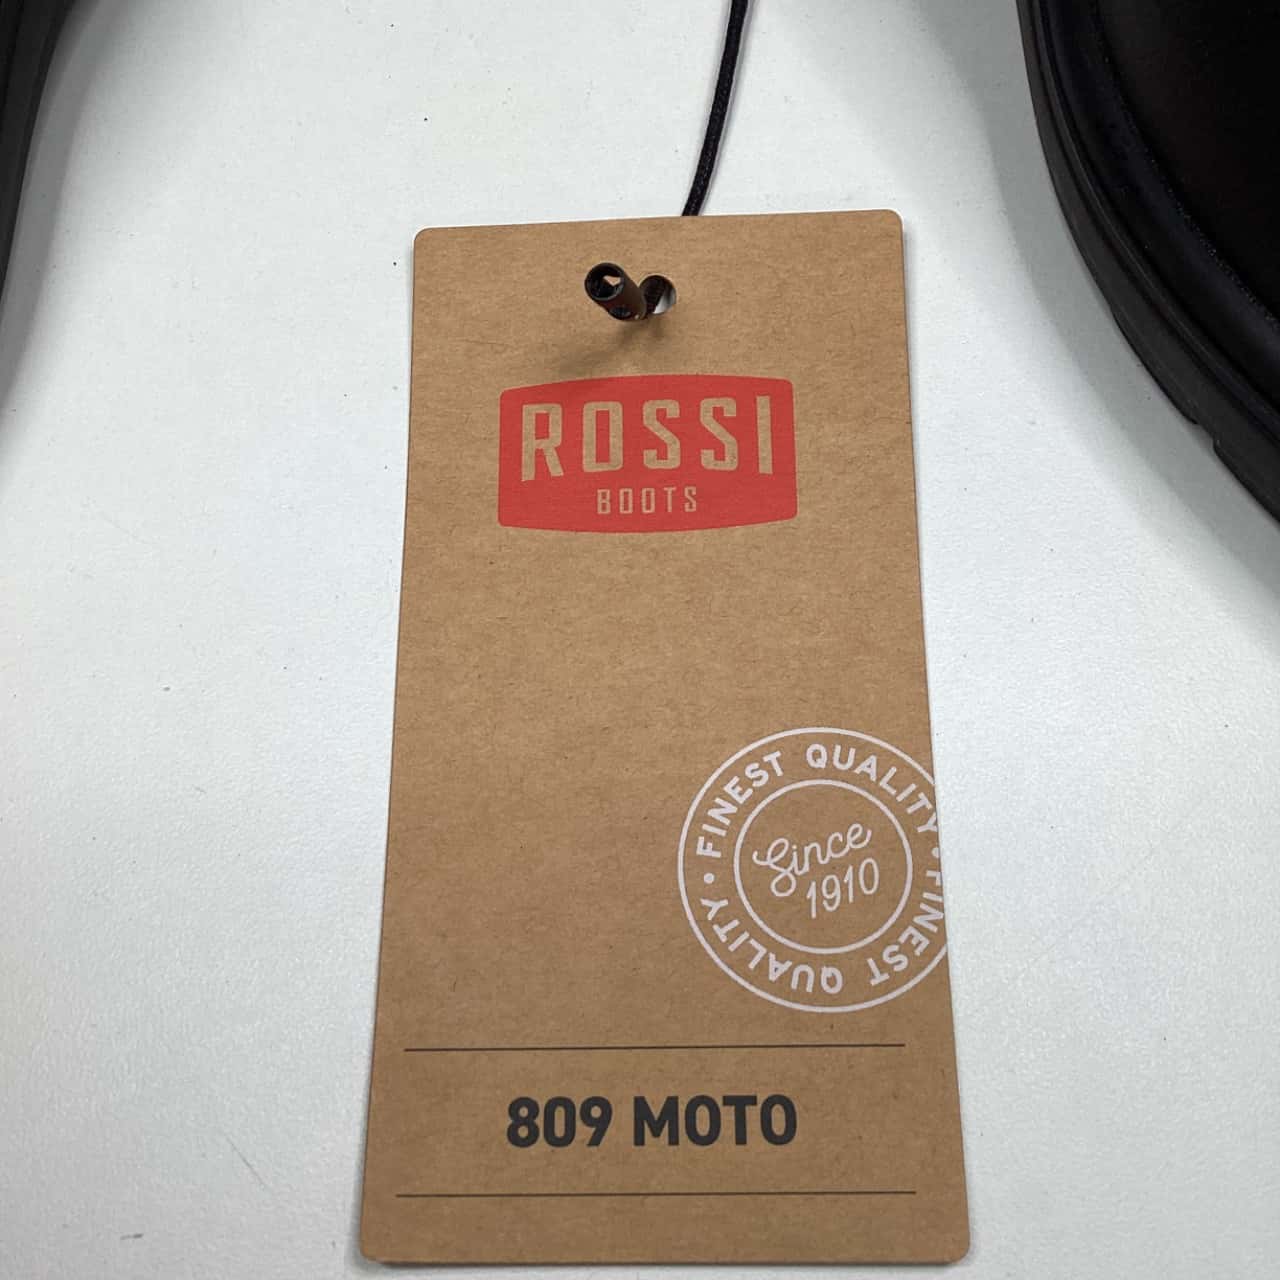 ROSSI
BOOTS
FINEST QUALITY • FINEST QUALITY •
Since
1910
809 MOTO